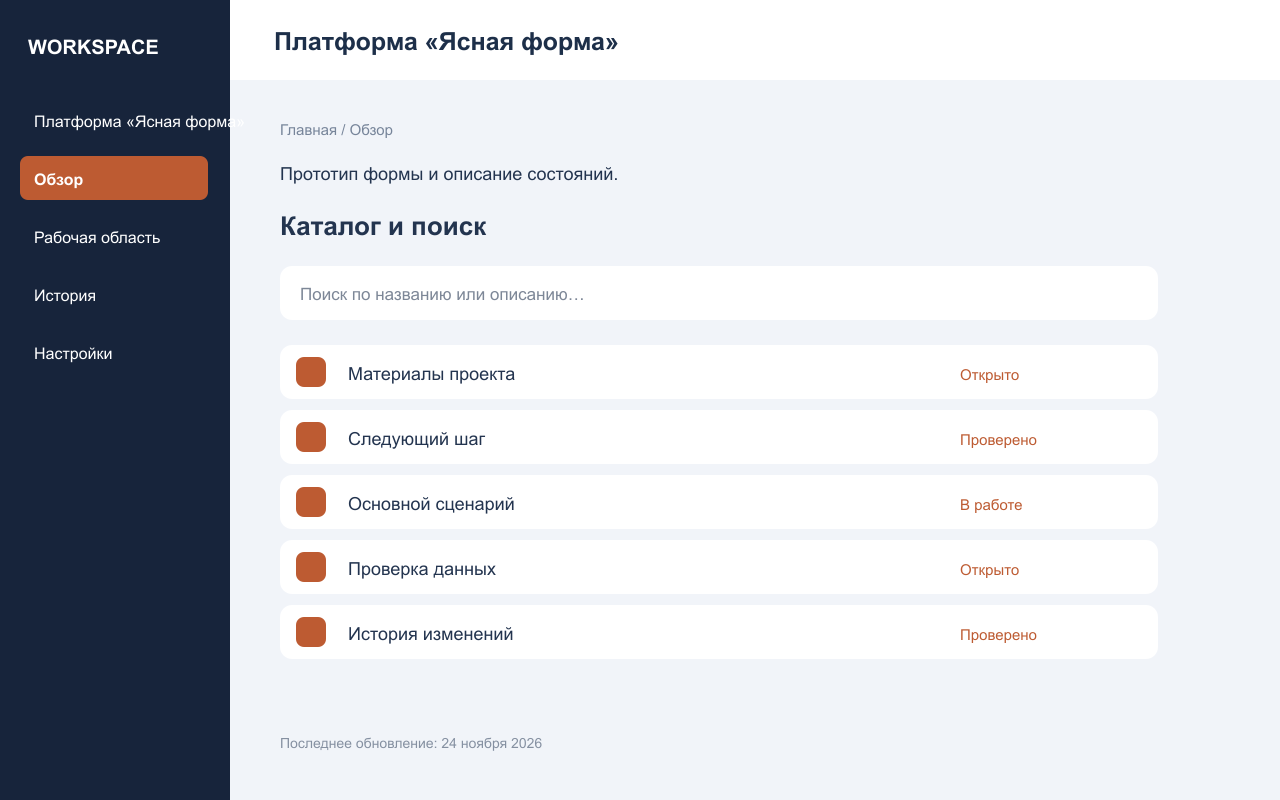 WORKSPACE
Платформа «Ясная форма»
Обзор
Рабочая область
История
Настройки
Платформа «Ясная форма»
Главная / Обзор
Прототип формы и описание состояний.
Каталог и поиск
Поиск по названию или описанию…
Материалы проекта Открыто
Следующий шаг Проверено
Основной сценарий В работе
Проверка данных Открыто
История изменений Проверено
Последнее обновление: 24 ноября 2026